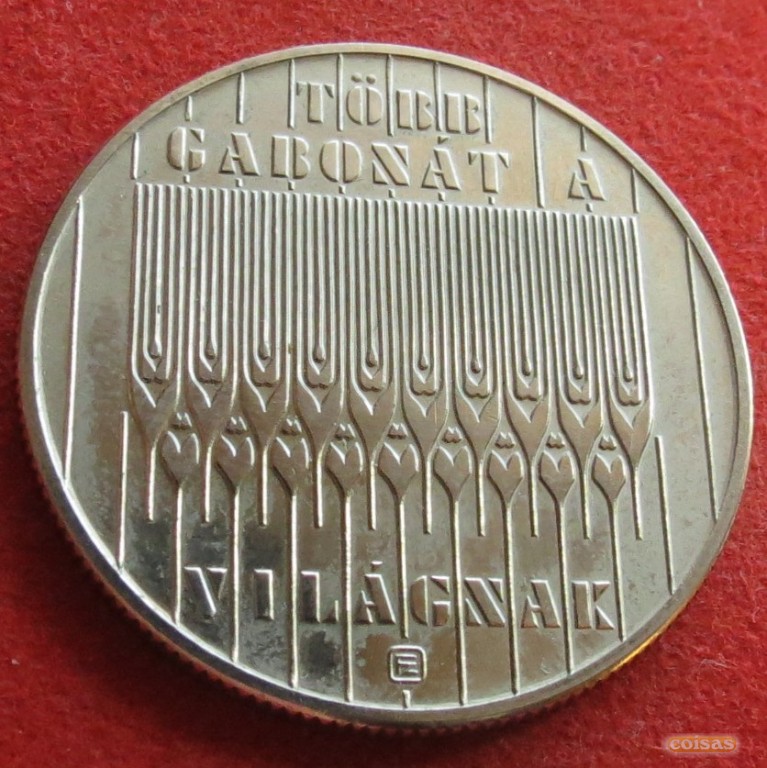 TÖBB
GABONÁT A
VILÁGNAK
coisas